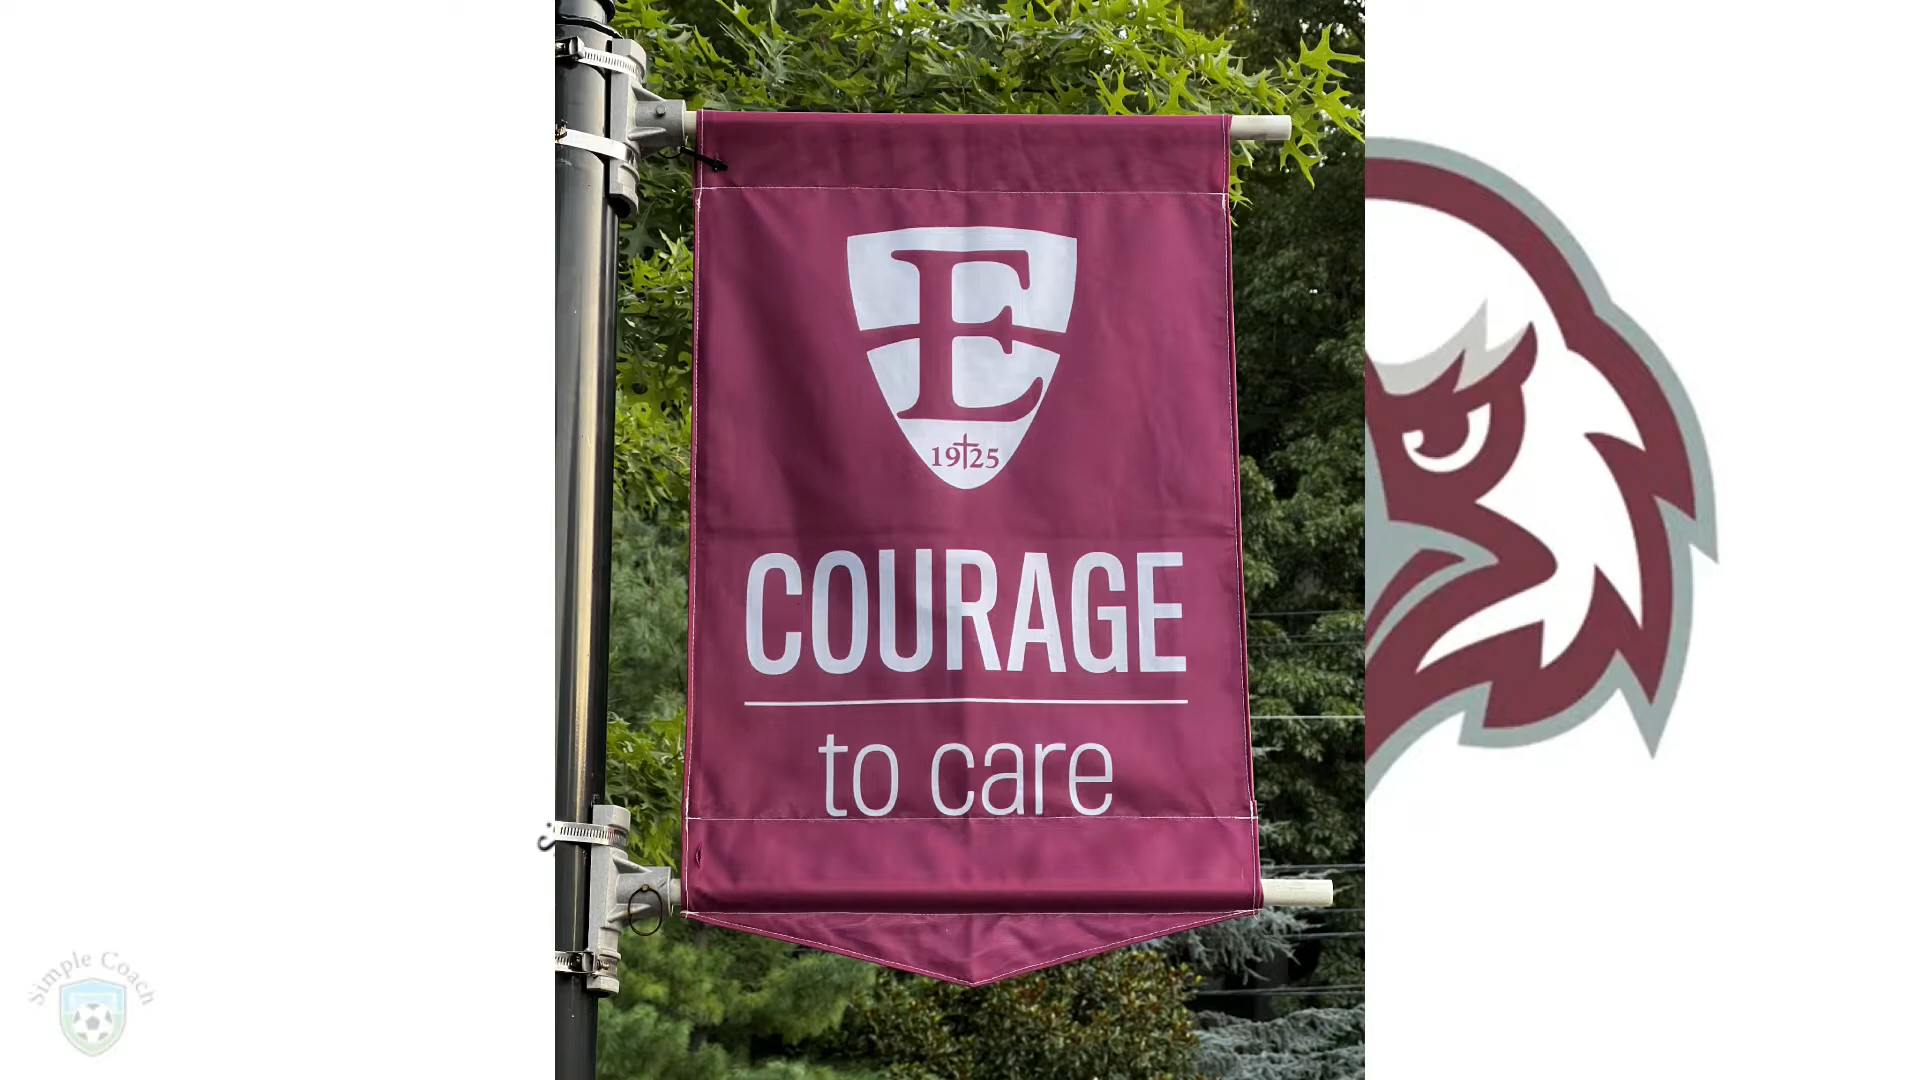 E
19†25
COURAGE
to care
Simple Coach